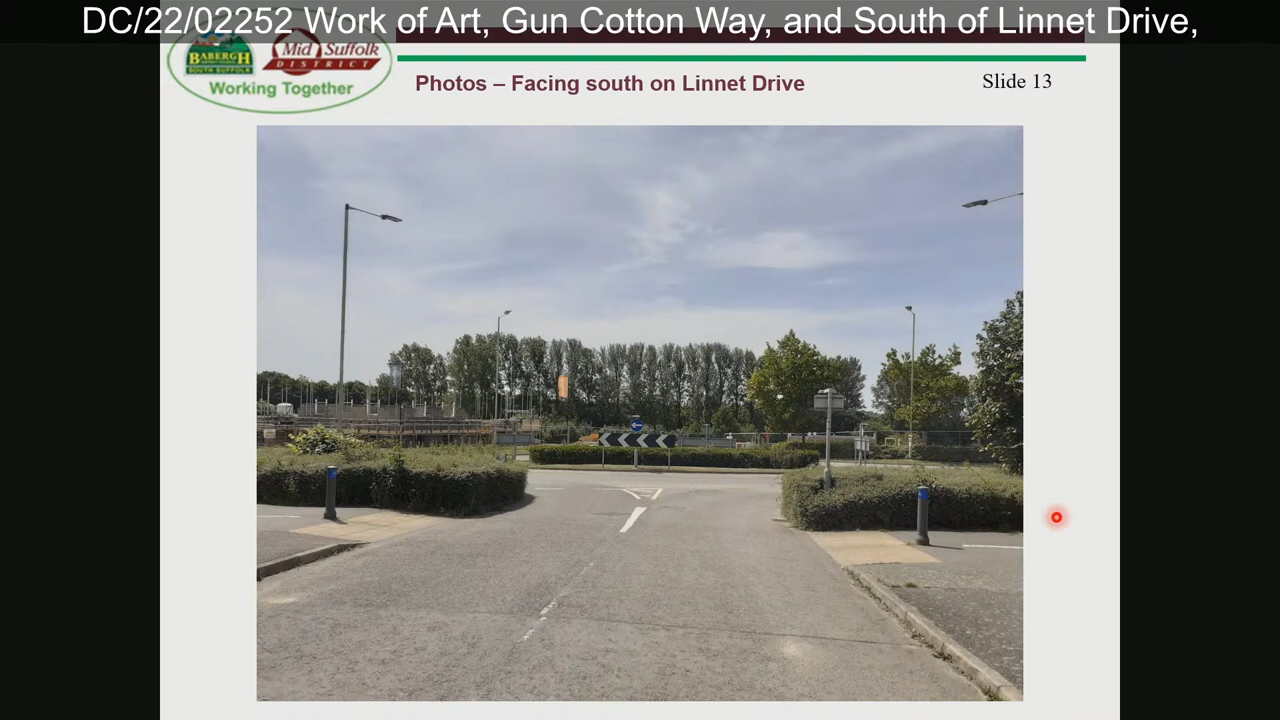 DC/22/02252 Work of Art, Gun Cotton Way, and South of Linnet Drive,
BABERGH
SOUTH SUFFOLK
Mid Suffolk
DISTRICT
Working Together
Photos – Facing south on Linnet Drive
Slide 13